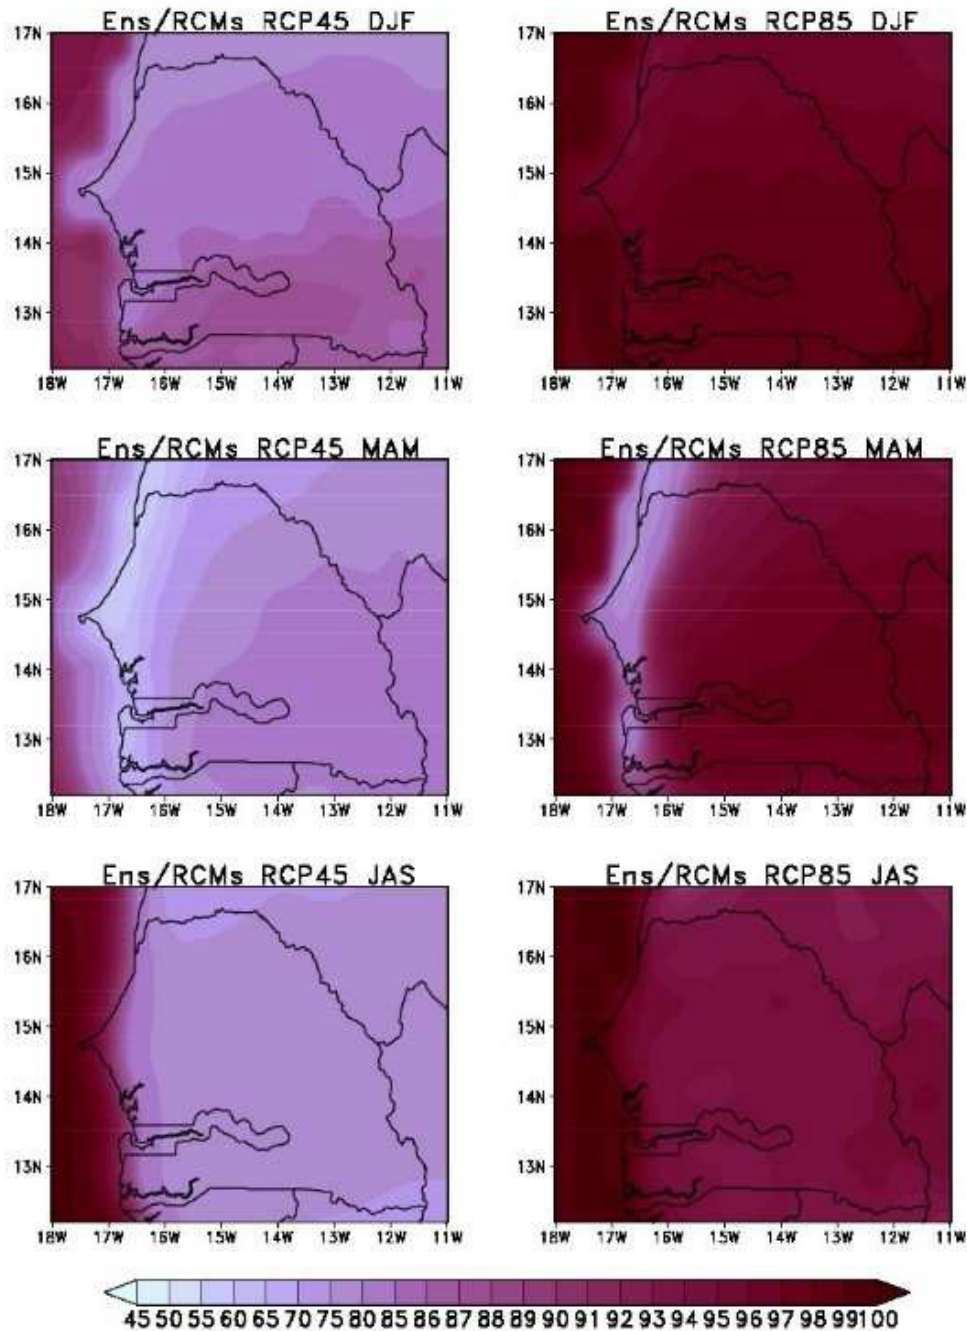 Ens/RCMs RCP45 DJF
Ens/RCMs RCP85 DJF
17N
16N
15N
14N
13N
18W 17W 16W 15W 14W 13W 12W 11W
17N
16N
15N
14N
13N
18W 17W 16W 15W 14W 13W 12W 11W
Ens/RCMs RCP45 MAM
Ens/RCMs RCP85 MAM
17N
16N
15N
14N
13N
18W 17W 16W 15W 14W 13W 12W 11W
17N
16N
15N
14N
13N
18W 17W 16W 15W 14W 13W 12W 11W
Ens/RCMs RCP45 JAS
Ens/RCMs RCP85 JAS
17N
16N
15N
14N
13N
18W 17W 16W 15W 14W 13W 12W 11W
17N
16N
15N
14N
13N
18W 17W 16W 15W 14W 13W 12W 11W
45 50 55 60 65 70 75 80 85 86 87 88 89 90 91 92 93 94 95 96 97 98 99 100